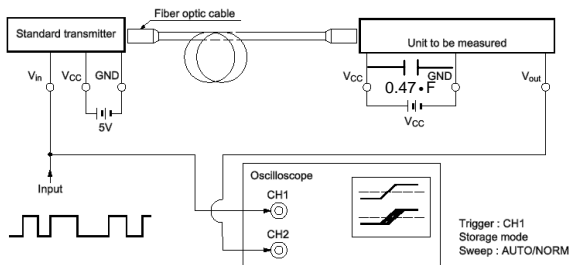 Fiber optic cable
Standard transmitter
Unit to be measured
Vin VCC GND
VCC GND Vout
0.47•F
5V
VCC
Input
Oscilloscope
CH1
CH2
Trigger : CH1
Storage mode
Sweep : AUTO/NORM